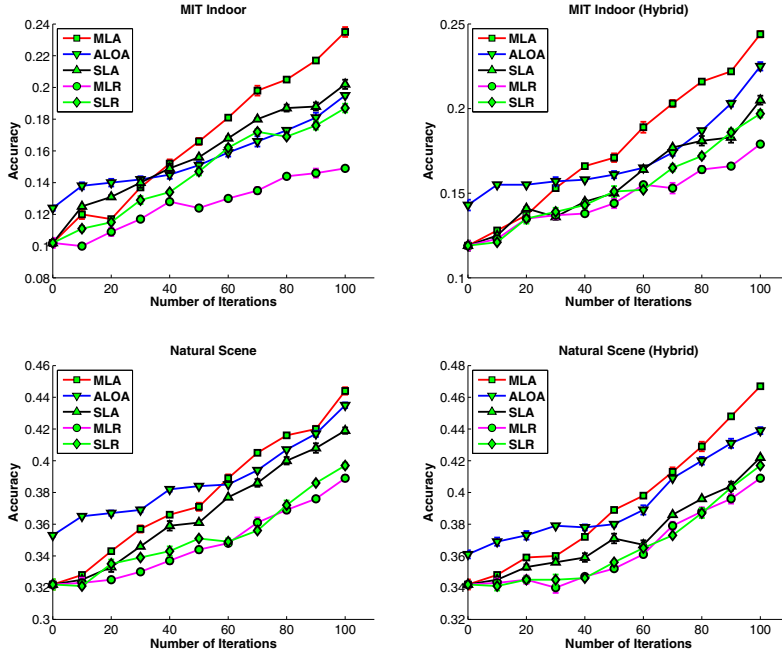 MIT Indoor
0.24
0.22
0.2
0.18
0.16
0.14
0.12
0.1
0.08
Accuracy
MLA
ALOA
SLA
MLR
SLR
0 20 40 60 80 100
Number of Iterations
MIT Indoor (Hybrid)
0.25
0.2
0.15
0.1
Accuracy
MLA
ALOA
SLA
MLR
SLR
0 20 40 60 80 100
Number of Iterations
Natural Scene
0.46
0.44
0.42
0.4
0.38
0.36
0.34
0.32
0.3
Accuracy
MLA
ALOA
SLA
MLR
SLR
0 20 40 60 80 100
Number of Iterations
Natural Scene (Hybrid)
0.48
0.46
0.44
0.42
0.4
0.38
0.36
0.34
0.32
Accuracy
MLA
ALOA
SLA
MLR
SLR
0 20 40 60 80 100
Number of Iterations